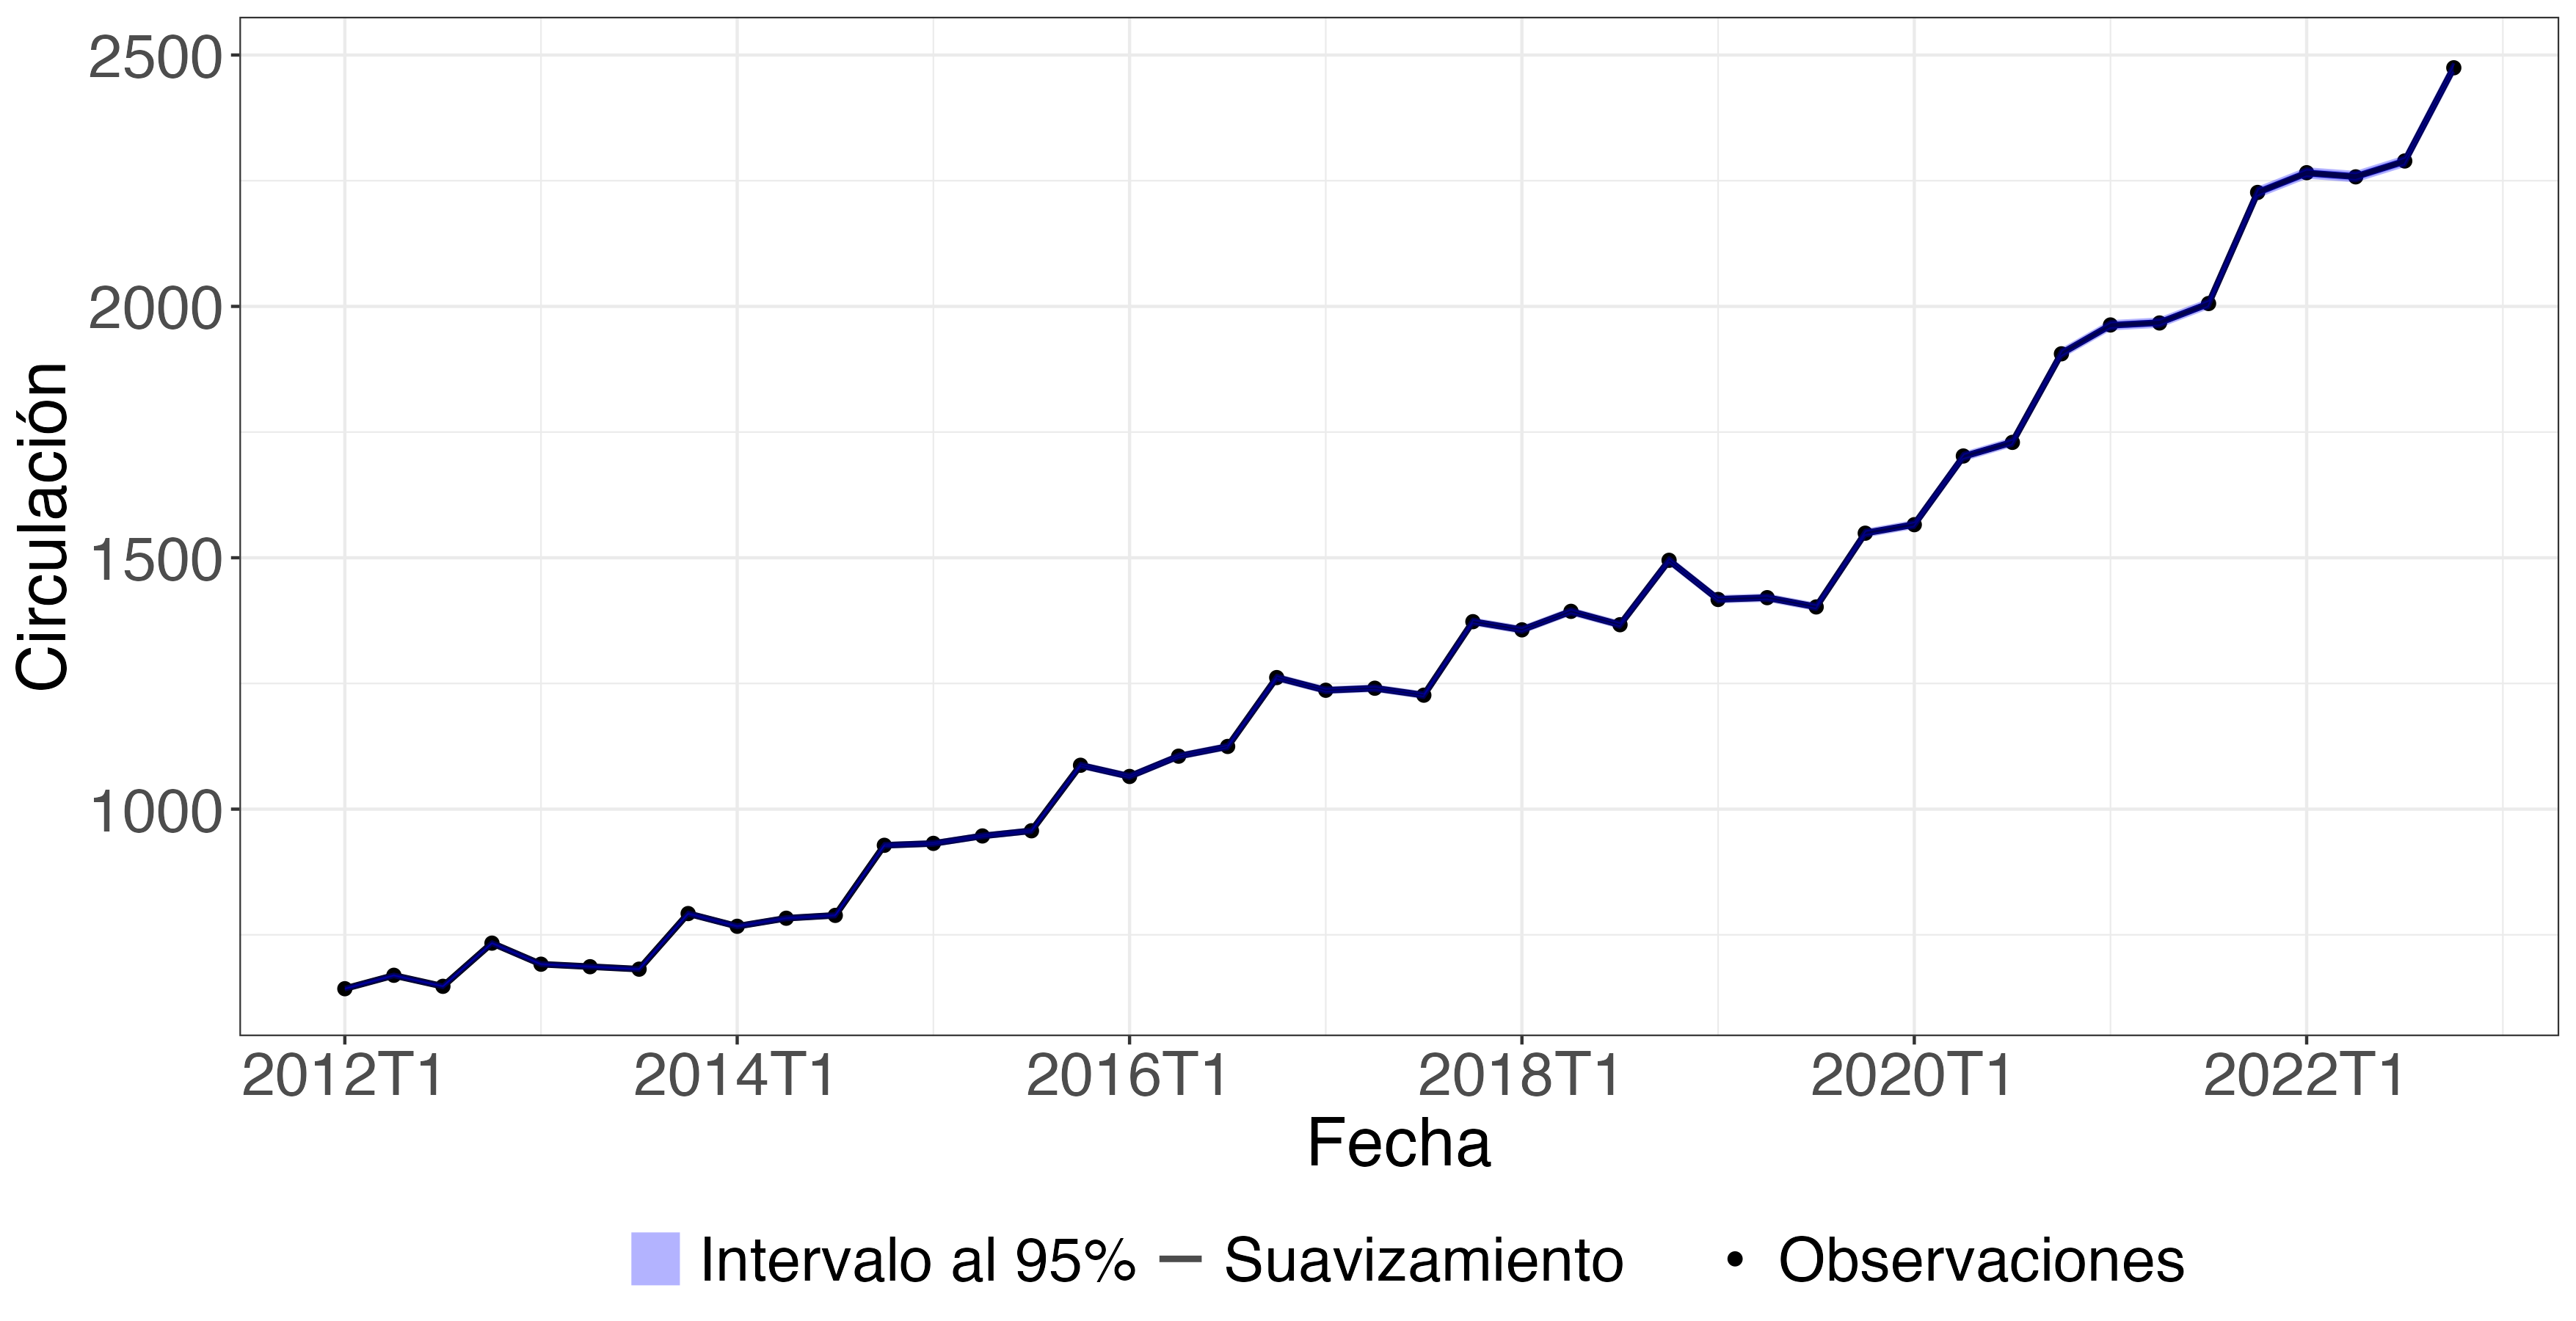 2500
2000
1500
1000
Circulación
2012T1 2014T1 2016T1 2018T1 2020T1 2022T1
Fecha
Intervalo al 95% Suavizamiento Observaciones